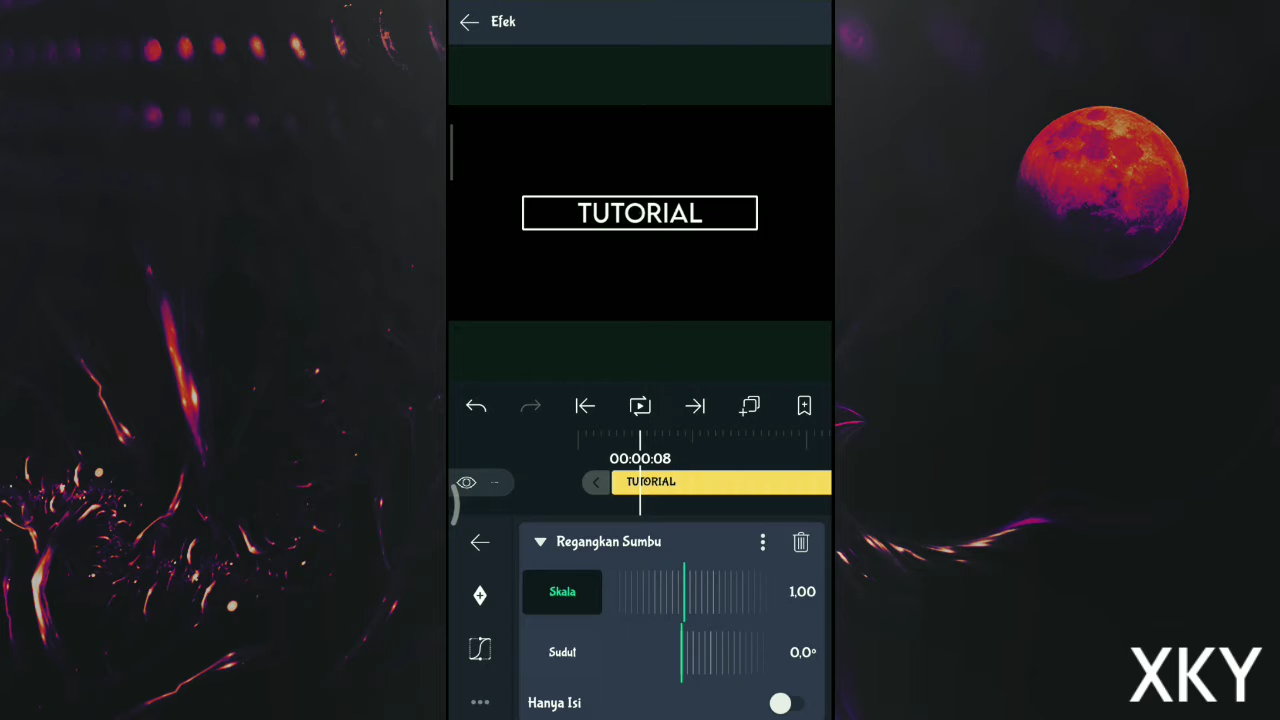 Efek
TUTORIAL
00:00:08
TUTORIAL
Regangkan Sumbu
Skala 1,00
Sudut 0,0°
Hanya Isi
XKY